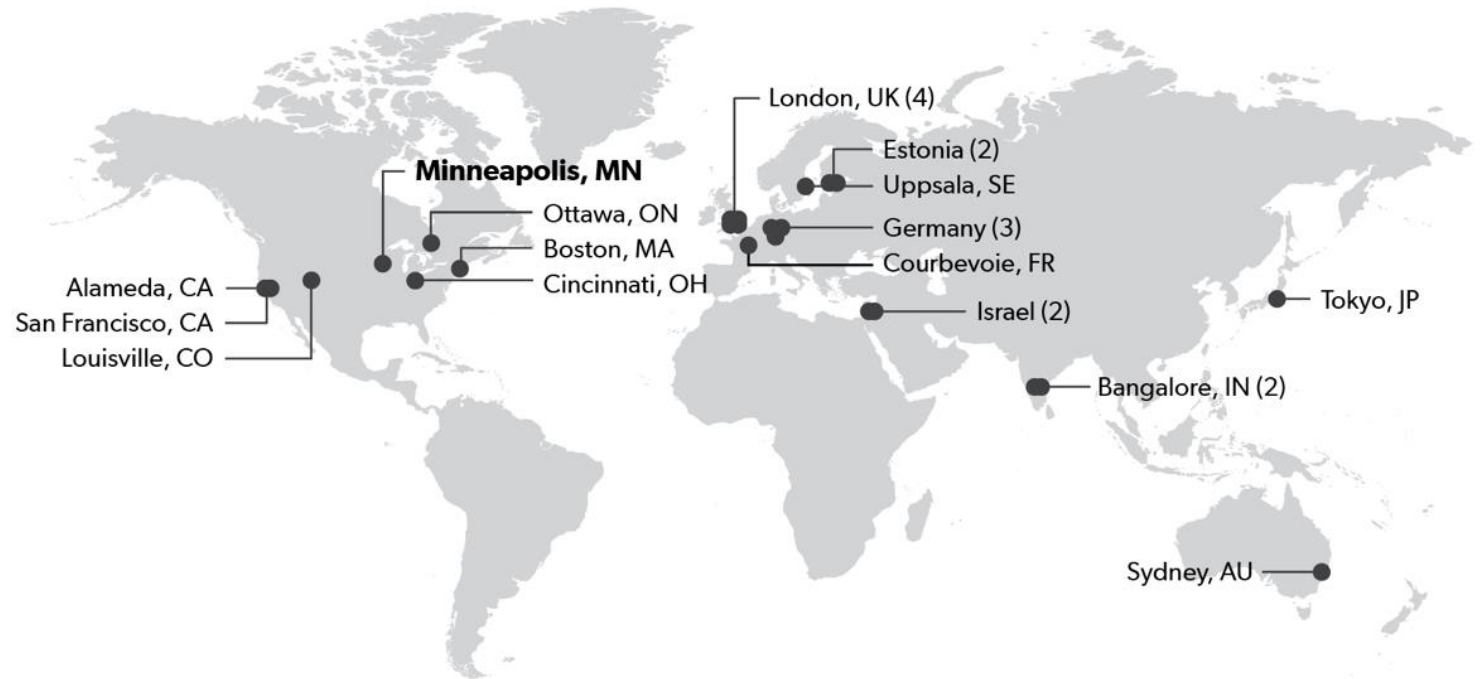 London, UK (4)
Estonia (2)
Minneapolis, MN
Uppsala, SE
Ottawa, ON
Germany (3)
Boston, MA
Courbevoie, FR
Cincinnati, OH
Alameda, CA
Tokyo, JP
Israel (2)
San Francisco, CA
Louisville, CO
Bangalore, IN (2)
Sydney, AU